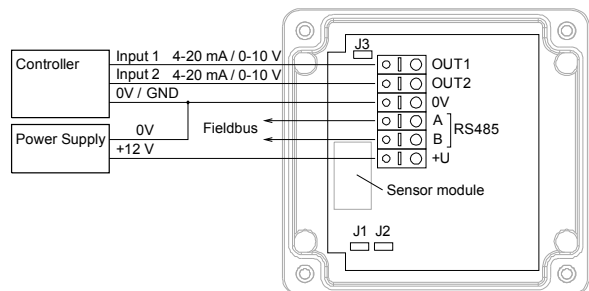 J3
Controller
Input 1 4-20 mA / 0-10 V
OUT1
Input 2 4-20 mA / 0-10 V
OUT2
0V / GND
0V
Fieldbus
A
RS485
B
Power Supply
0V
+12 V
+U
Sensor module
J1 J2